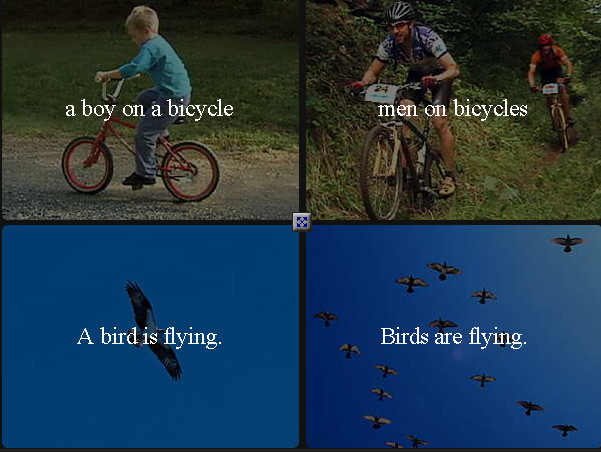 a boy on a bicycle
men on bicycles
24
A bird is flying.
Birds are flying.